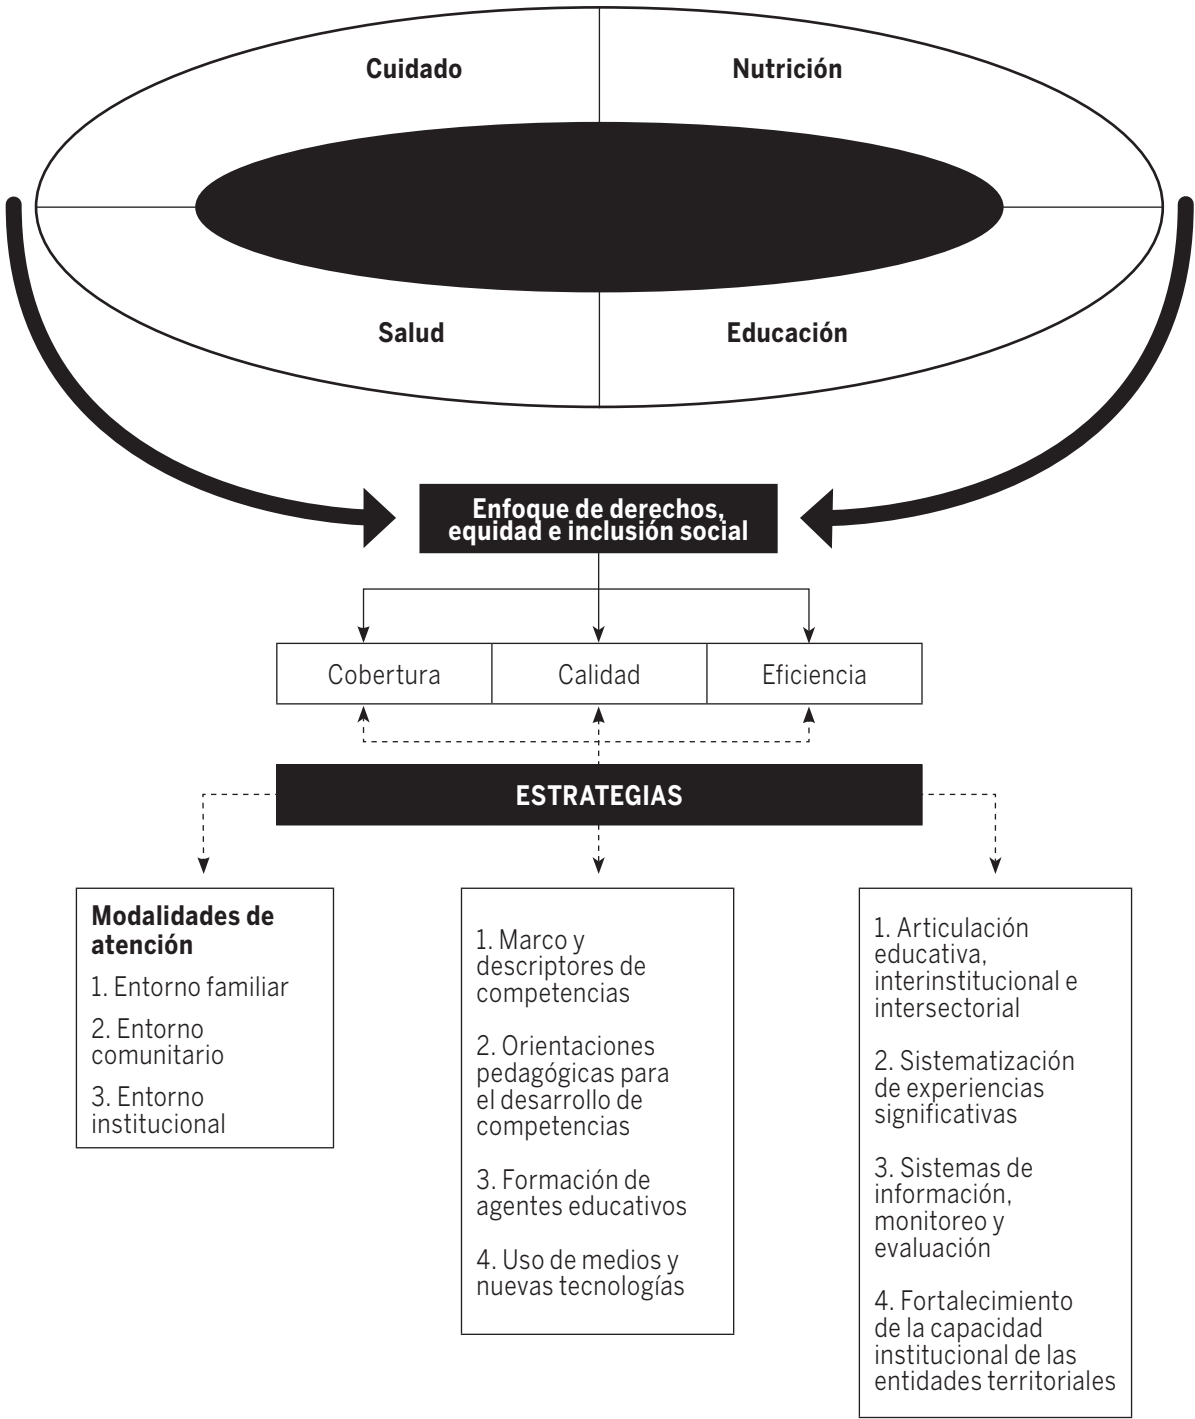 Cuidado
Nutrición
Salud
Educación
Enfoque de derechos,
equidad e inclusión social
Cobertura
Calidad
Eficiencia
ESTRATEGIAS
Modalidades de
atención
1. Entorno familiar
2. Entorno
comunitario
3. Entorno
institucional
1. Marco y
descriptores de
competencias
2. Orientaciones
pedagógicas para
el desarrollo de
competencias
3. Formación de
agentes educativos
4. Uso de medios y
nuevas tecnologías
1. Articulación
educativa,
interinstitucional e
intersectorial
2. Sistematización
de experiencias
significativas
3. Sistemas de
información,
monitoreo y
evaluación
4. Fortalecimiento
de la capacidad
institucional de las
entidades territoriales